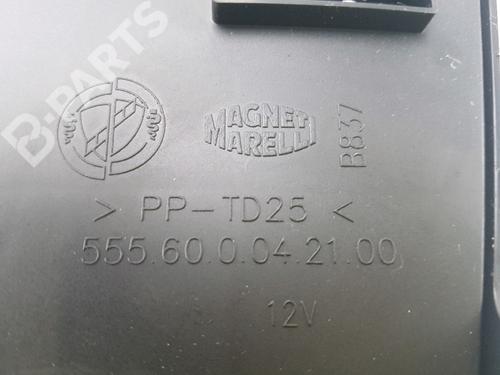 B-PARTS
MAGNETI
MARELLI
B837
> PP-TD25 <
555.60.0.04.21.00
12V